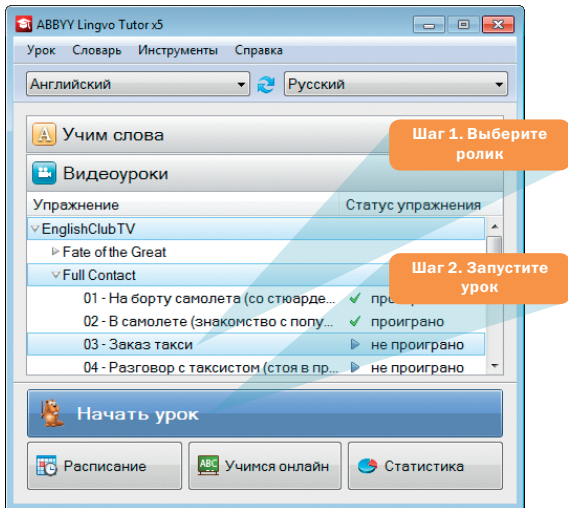 ABBYY Lingvo Tutor x5
Урок Словарь Инструменты Справка
Английский Русский
Учим слова
Шаг 1. Выберите
ролик
Видеоуроки
Упражнение Статус упражнения
EnglishClubTV
Fate of the Great
Full Contact
Шаг 2. Запустите
урок
01 - На борту самолета (со стюарде...
02 - В самолете (знакомство с попу... проиграно
03 - Заказ такси не проиграно
04 - Разговор с таксистом (стоя в пр... не проиграно
Начать урок
Расписание ABC Учимся онлайн Статистика